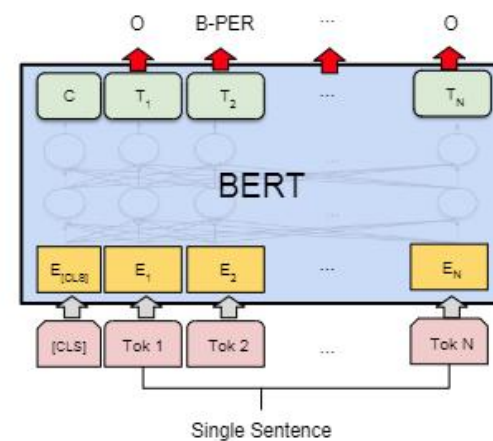 O B-PER ... O
C T1 T2 ... TN
...
BERT
...
E[CLS] E1 E2 ... EN
[CLS] Tok 1 Tok 2 ... Tok N
Single Sentence